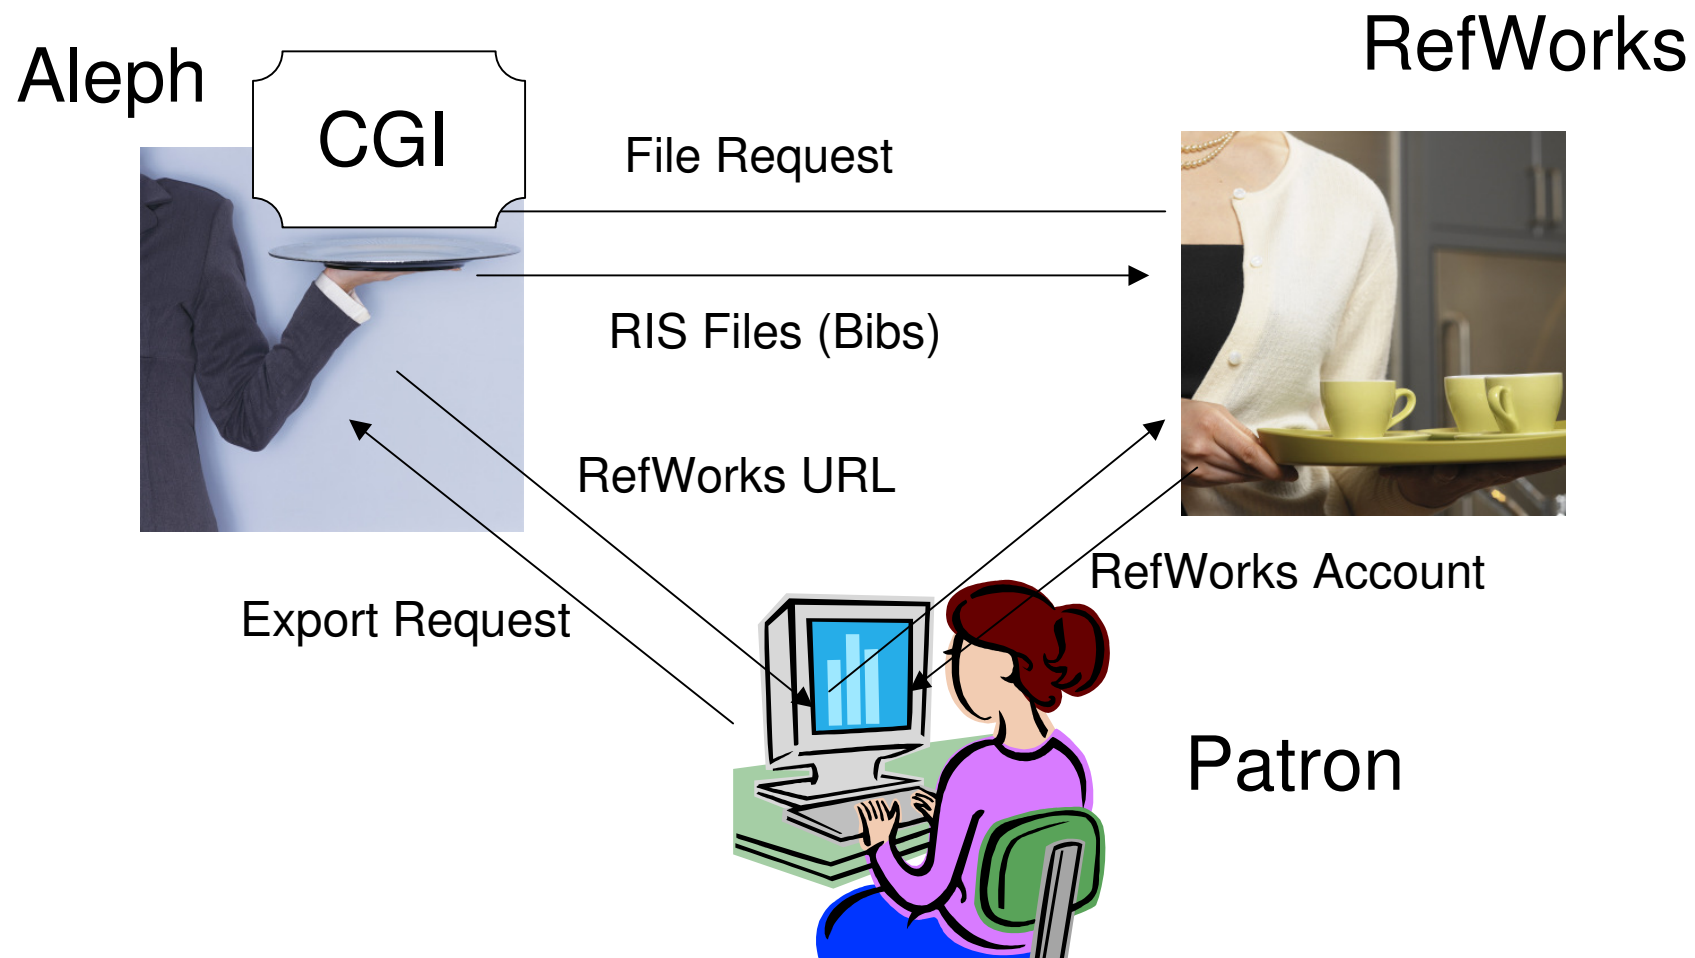 Aleph
RefWorks
CGI
File Request
RIS Files (Bibs)
RefWorks URL
RefWorks Account
Export Request
Patron